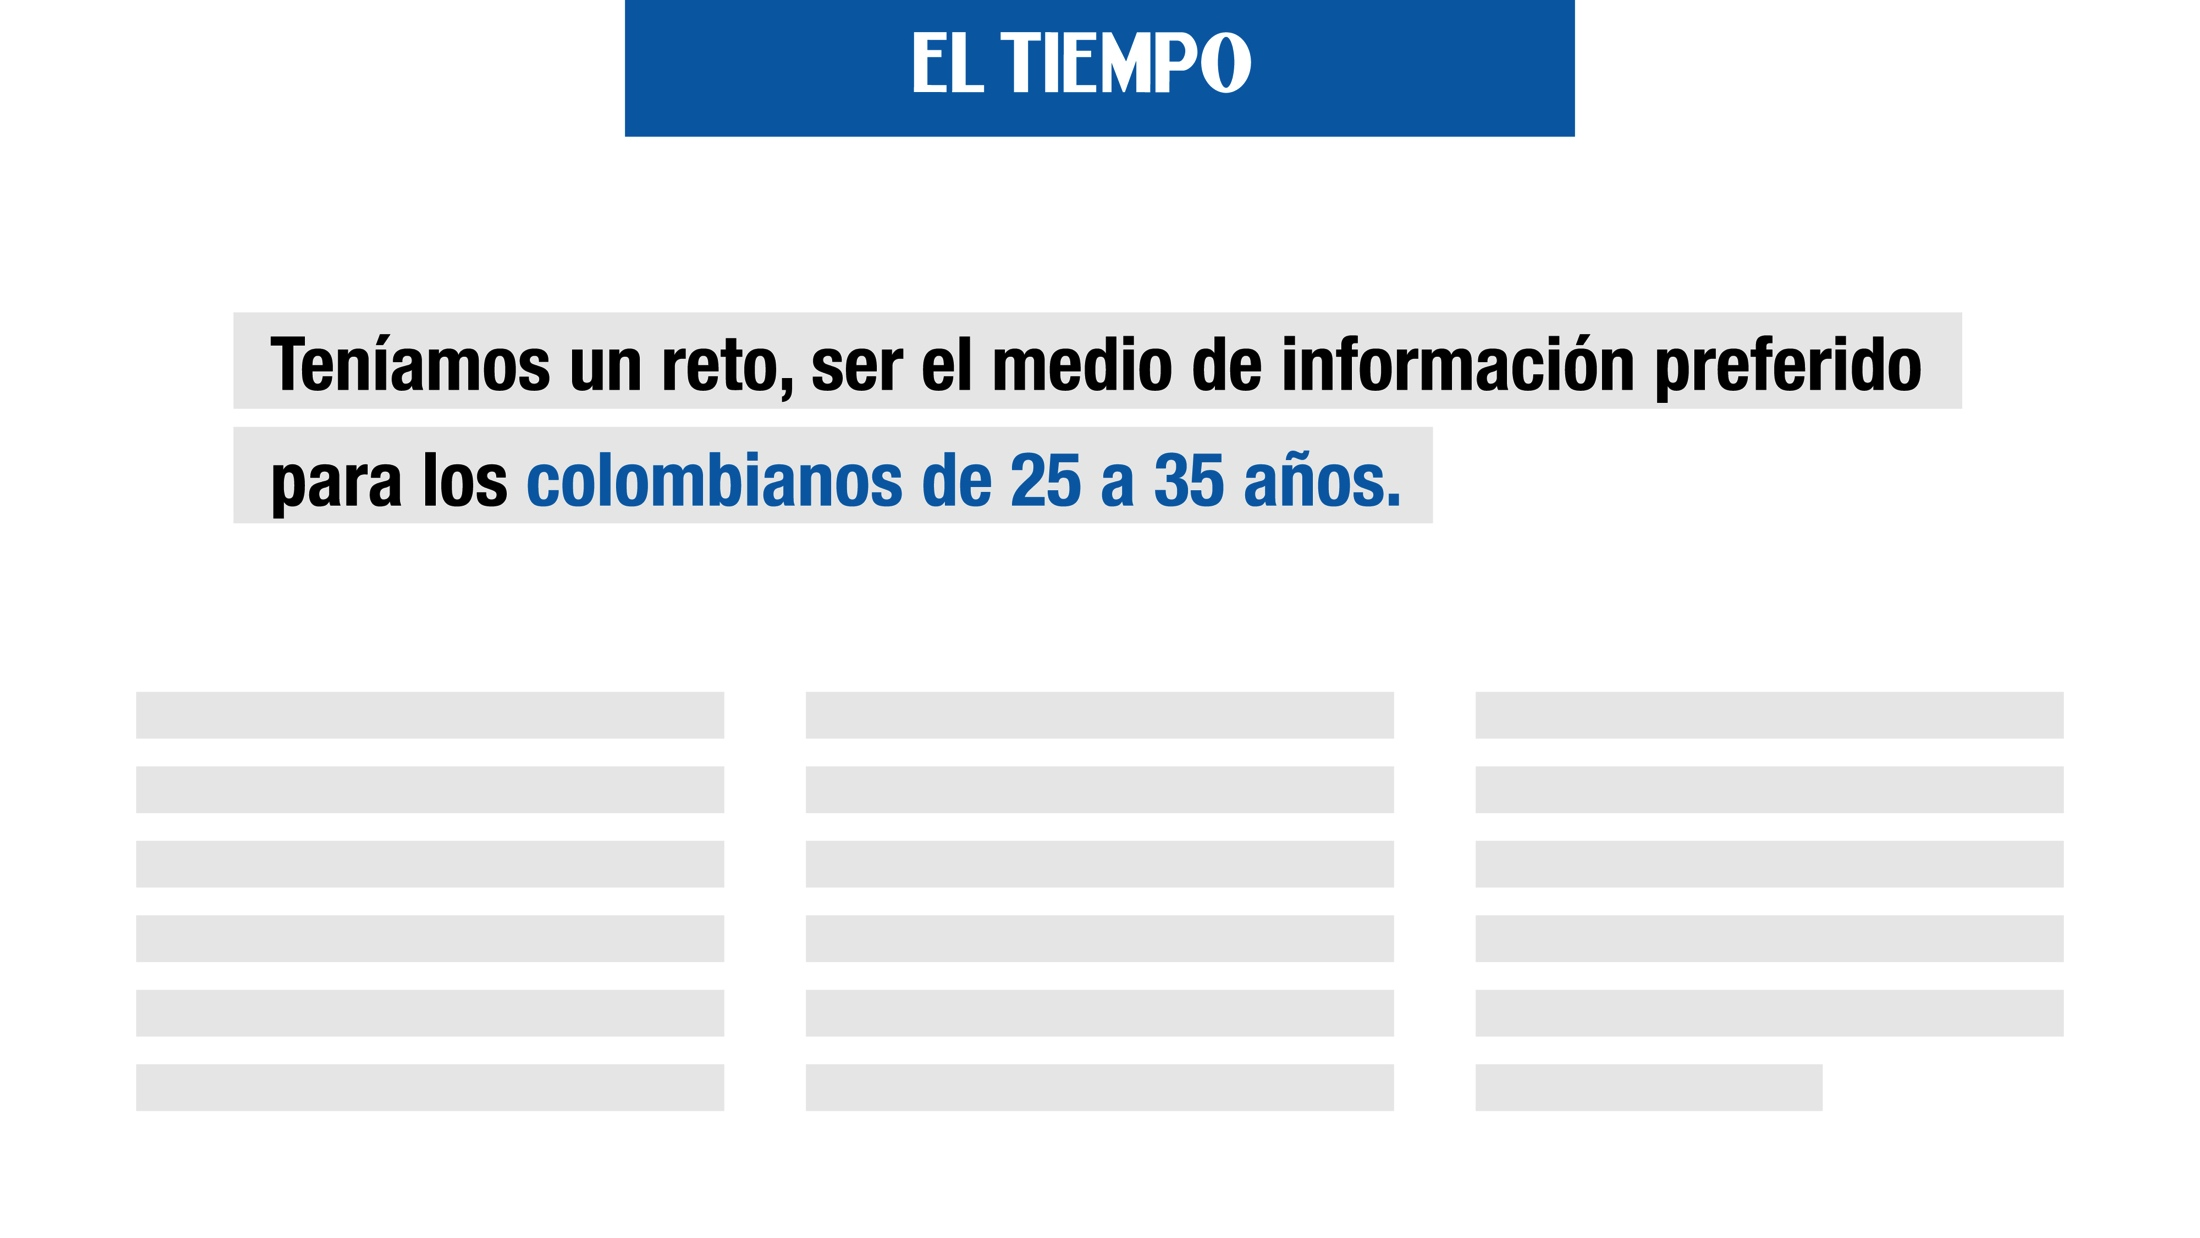 EL TIEMPO
Teníamos un reto, ser el medio de información preferido
para los colombianos de 25 a 35 años.